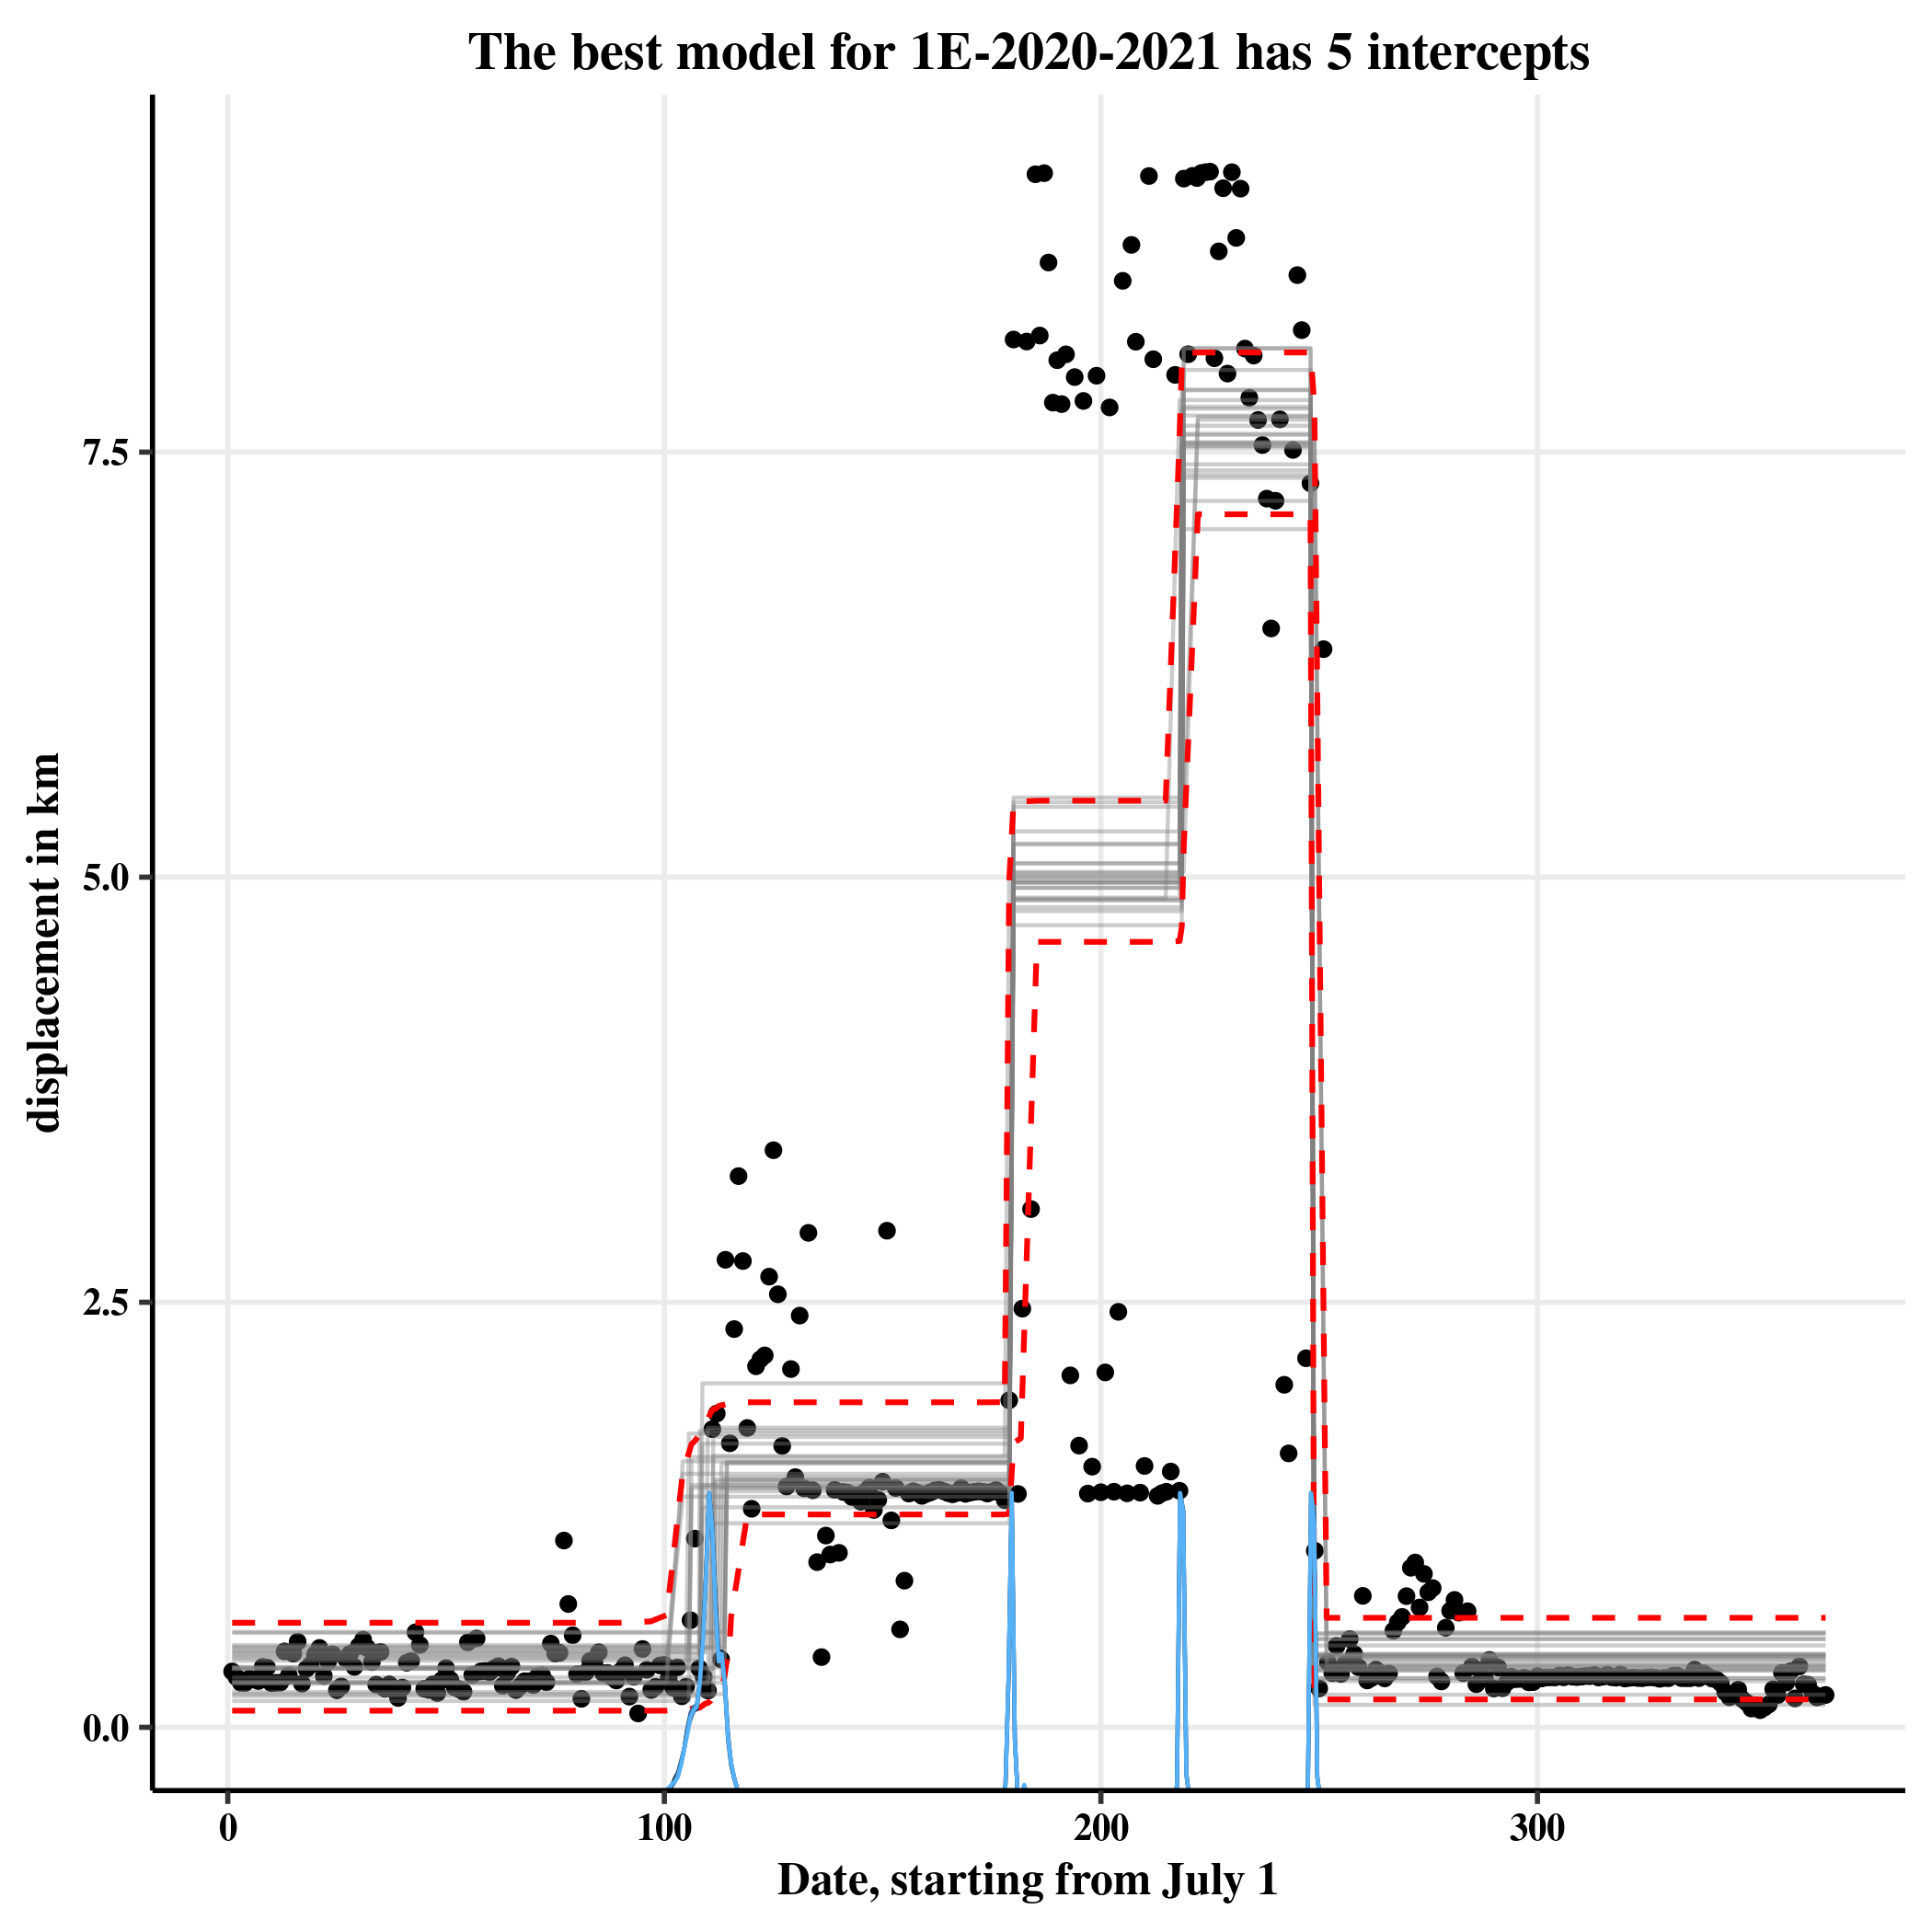 The best model for 1E-2020-2021 has 5 intercepts
displacement in km
7.5
5.0
2.5
0.0
0 100 200 300
Date, starting from July 1